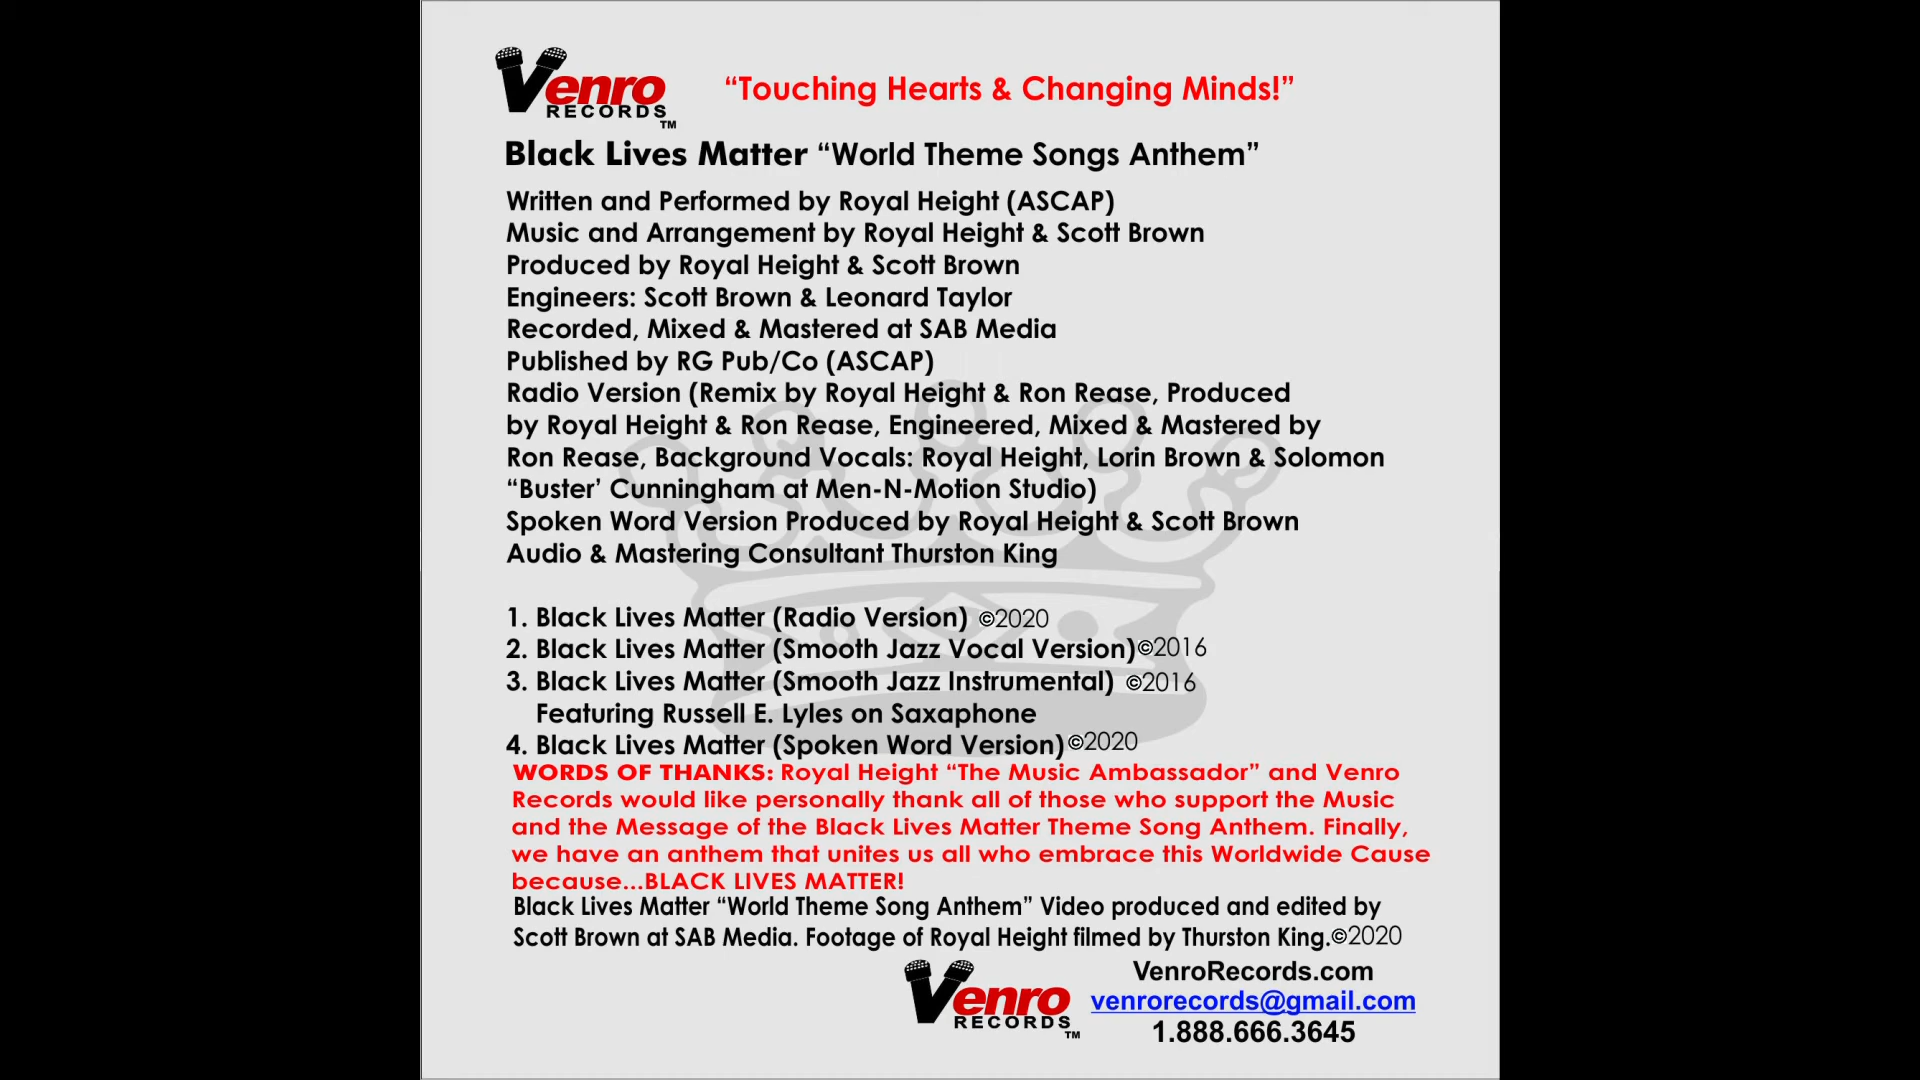 Venro
RECORDS
TM
“Touching Hearts & Changing Minds!”
Black Lives Matter “World Theme Songs Anthem”
Written and Performed by Royal Height (ASCAP)
Music and Arrangement by Royal Height & Scott Brown
Produced by Royal Height & Scott Brown
Engineers: Scott Brown & Leonard Taylor
Recorded, Mixed & Mastered at SAB Media
Published by RG Pub/Co (ASCAP)
Radio Version (Remix by Royal Height & Ron Rease, Produced
by Royal Height & Ron Rease, Engineered, Mixed & Mastered by
Ron Rease, Background Vocals: Royal Height, Lorin Brown & Solomon
“Buster’ Cunningham at Men-N-Motion Studio)
Spoken Word Version Produced by Royal Height & Scott Brown
Audio & Mastering Consultant Thurston King
1. Black Lives Matter (Radio Version) ©2020
2. Black Lives Matter (Smooth Jazz Vocal Version)©2016
3. Black Lives Matter (Smooth Jazz Instrumental) ©2016
Featuring Russell E. Lyles on Saxaphone
4. Black Lives Matter (Spoken Word Version)©2020
WORDS OF THANKS: Royal Height “The Music Ambassador” and Venro
Records would like personally thank all of those who support the Music
and the Message of the Black Lives Matter Theme Song Anthem. Finally,
we have an anthem that unites us all who embrace this Worldwide Cause
because...BLACK LIVES MATTER!
Black Lives Matter “World Theme Song Anthem” Video produced and edited by
Scott Brown at SAB Media. Footage of Royal Height filmed by Thurston King.©2020
Venro
RECORDS
TM
VenroRecords.com
venrorecords@gmail.com
1.888.666.3645